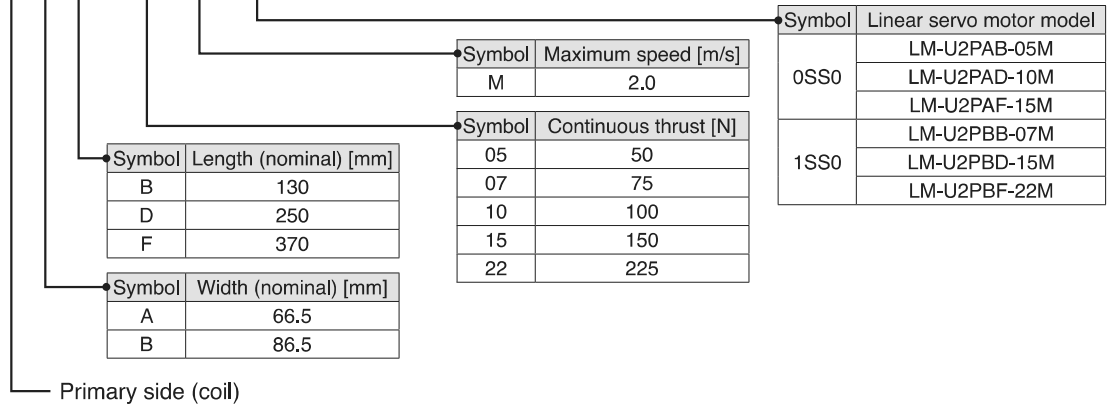 Symbol Linear servo motor model
0SS0 LM-U2PAB-05M
LM-U2PAD-10M
LM-U2PAF-15M
1SS0 LM-U2PBB-07M
LM-U2PBD-15M
LM-U2PBF-22M
Symbol Maximum speed [m/s]
M 2.0
Symbol Continuous thrust [N]
05 50
07 75
10 100
15 150
22 225
Symbol Length (nominal) [mm]
B 130
D 250
F 370
Symbol Width (nominal) [mm]
A 66.5
B 86.5
Primary side (coil)